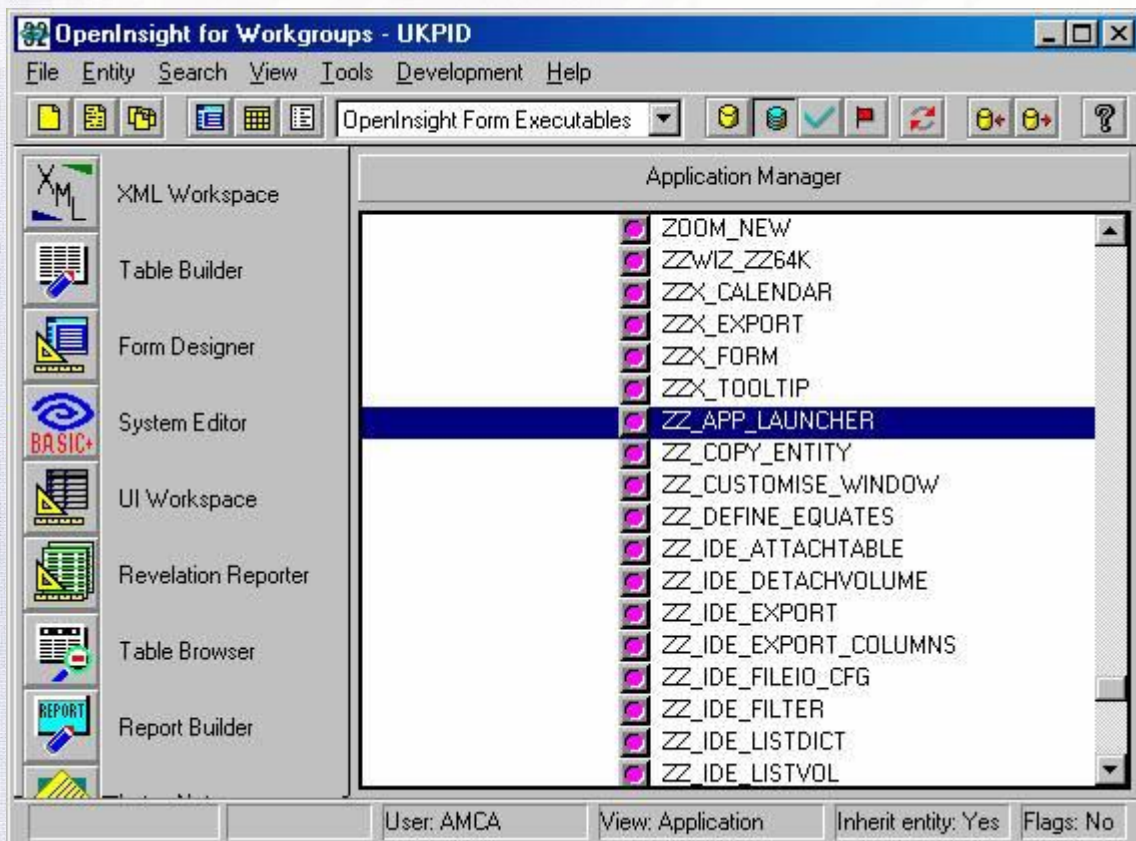 OpenInsight for Workgroups - UKPID
File Entity Search View Tools Development Help
OpenInsight Form Executables
XML
XML Workspace
Table Builder
Form Designer
BASIC+
System Editor
UI Workspace
Revelation Reporter
Table Browser
REPORT
Report Builder
Application Manager
ZOOM_NEW
ZZWIZ_ZZ64K
ZZX_CALENDAR
ZZX_EXPORT
ZZX_FORM
ZZX_TOOLTIP
ZZ_APP_LAUNCHER
ZZ_COPY_ENTITY
ZZ_CUSTOMISE_WINDOW
ZZ_DEFINE_EQUATES
ZZ_IDE_ATTACHTABLE
ZZ_IDE_DETACHVOLUME
ZZ_IDE_EXPORT
ZZ_IDE_EXPORT_COLUMNS
ZZ_IDE_FILEIO_CFG
ZZ_IDE_FILTER
ZZ_IDE_LISTDICT
ZZ_IDE_LISTVOL
User: AMCA View: Application Inherit entity: Yes Flags: No